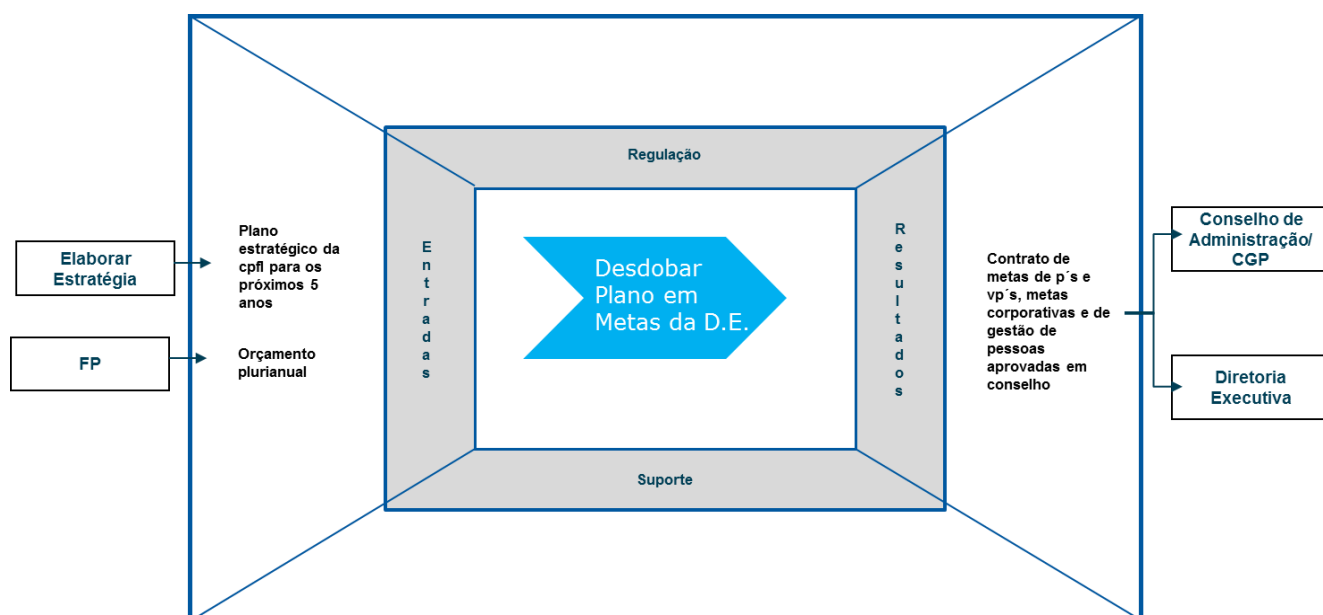 Elaborar
Estratégia
FP
Plano
estratégico da
cpfl para os
próximos 5
anos
Orçamento
plurianual
Entradas
Regulação
Desdobar
Plano em
Metas da D.E.
Suporte
Resultados
Contrato de
metas de p´s e
vp´s, metas
corporativas e de
gestão de
pessoas
aprovadas em
conselho
Conselho de
Administração/
CGP
Diretoria
Executiva